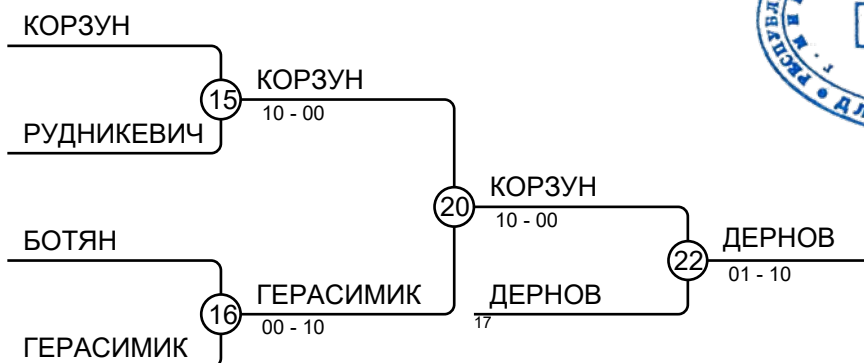 КОРЗУН
15
КОРЗУН
10 - 00
РУДНИКЕВИЧ
20
КОРЗУН
10 - 00
БОТЯН
22
ДЕРНОВ
01 - 10
16
ГЕРАСИМИК
00 - 10
ДЕРНОВ
17
ГЕРАСИМИК